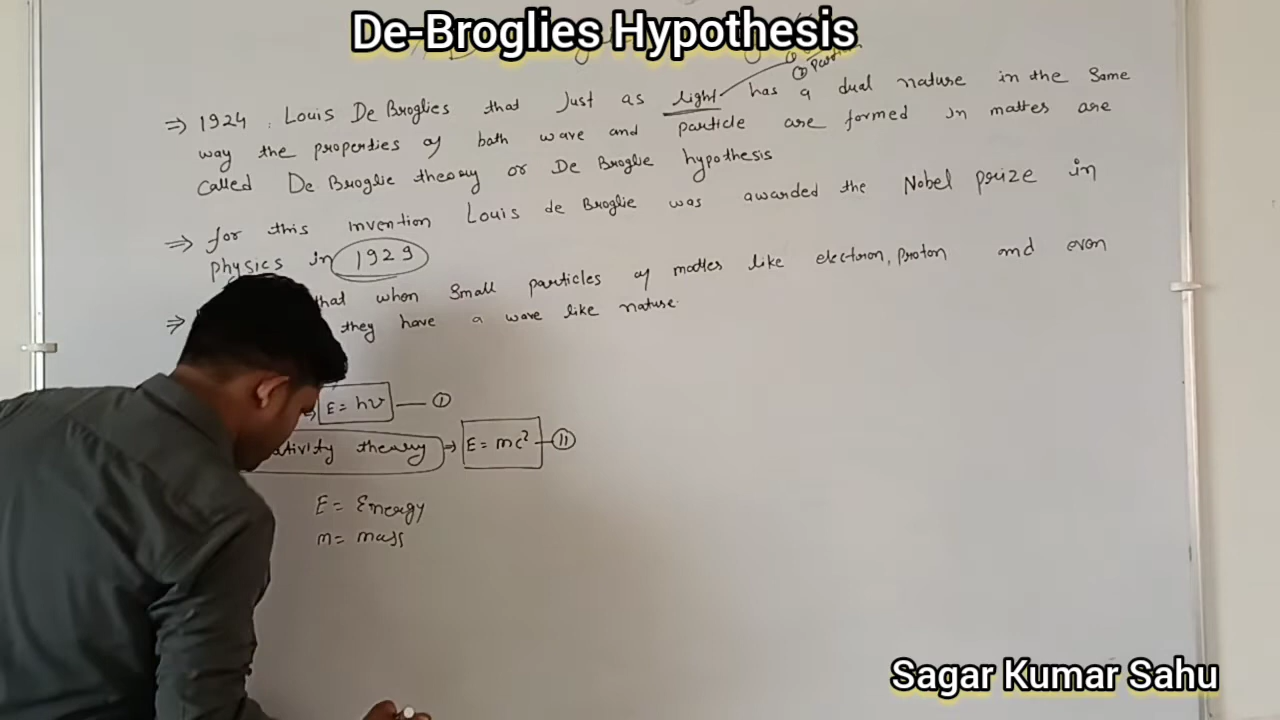 De-Broglies Hypothesis
⇒ 1924. Louis De Broglies that Just as light has a dual nature in the same
way the properties of both wave and particle are formed in matter are
called De Broglie theory or De Broglie hypothesis
⇒ for this invention Louis de Broglie was awarded the Nobel prize in
physics in 1929
⇒ that when small particles of matter like electron, proton and even
they have a wave like nature.
E = hν — I
theory ⇒ E = mc² — II
E = Energy
m = mass
Sagar Kumar Sahu